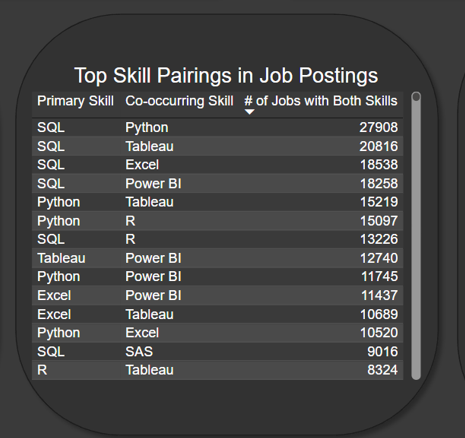 Top Skill Pairings in Job Postings
Primary Skill Co-occurring Skill # of Jobs with Both Skills
SQL Python 27908
SQL Tableau 20816
SQL Excel 18538
SQL Power BI 18258
Python Tableau 15219
Python R 15097
SQL R 13226
Tableau Power BI 12740
Python Power BI 11745
Excel Power BI 11437
Excel Tableau 10689
Python Excel 10520
SQL SAS 9016
R Tableau 8324